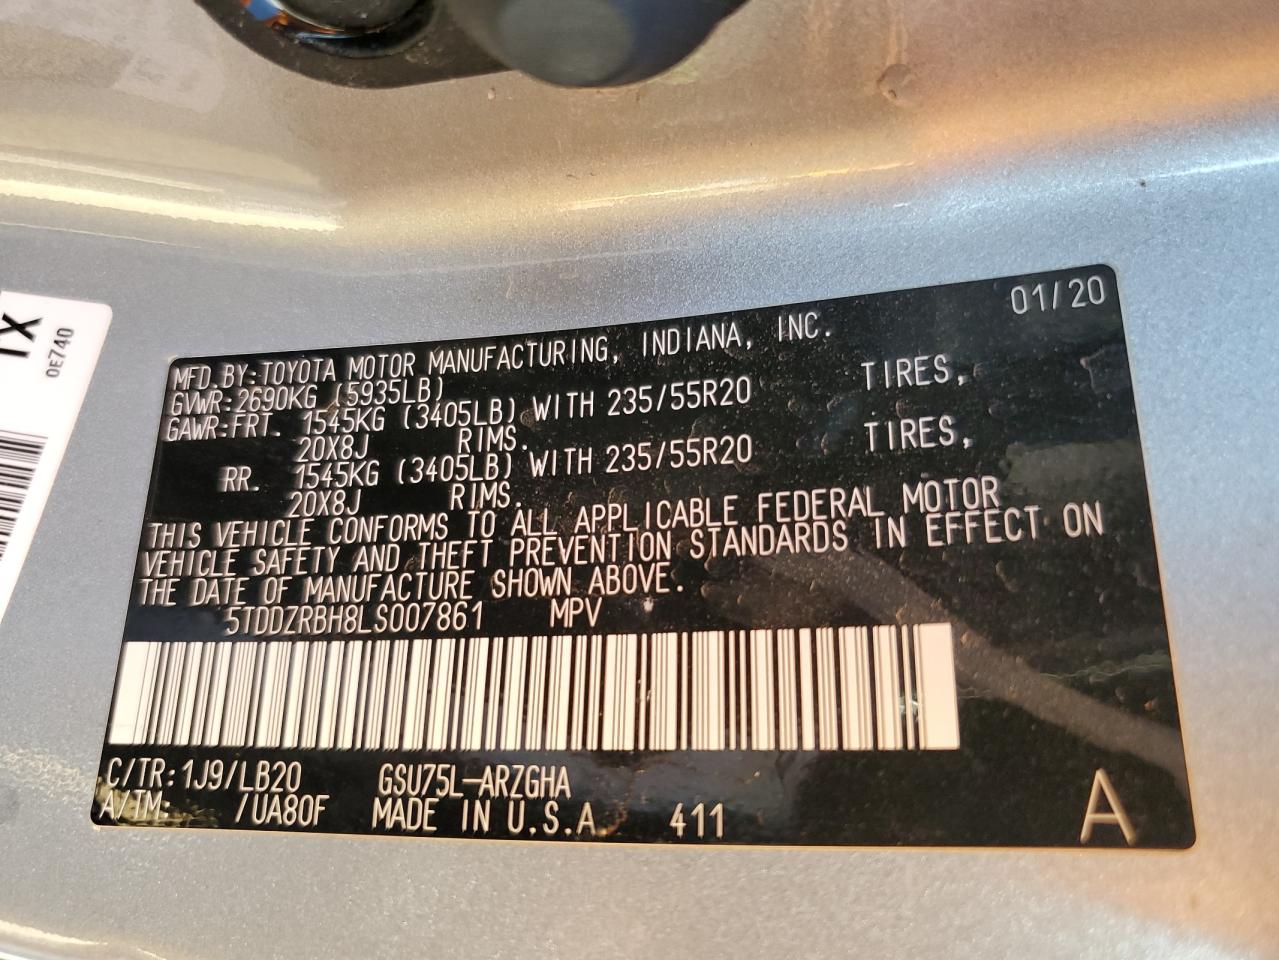 TX
0E740
01/20
MFD.BY:TOYOTA MOTOR MANUFACTURING, INDIANA, INC.
GVWR:2690KG (5935LB)
GAWR:FRT. 1545KG (3405LB) WITH 235/55R20 TIRES,
20X8J RIMS.
RR. 1545KG (3405LB) WITH 235/55R20 TIRES,
20X8J RIMS.
THIS VEHICLE CONFORMS TO ALL APPLICABLE FEDERAL MOTOR
VEHICLE SAFETY AND THEFT PREVENTION STANDARDS IN EFFECT ON
THE DATE OF MANUFACTURE SHOWN ABOVE.
5TDDZRBH8LS007861 MPV
C/TR:1J9/LB20 GSU75L-ARZGHA
A/TM: /UA80F MADE IN U.S.A. 411
A